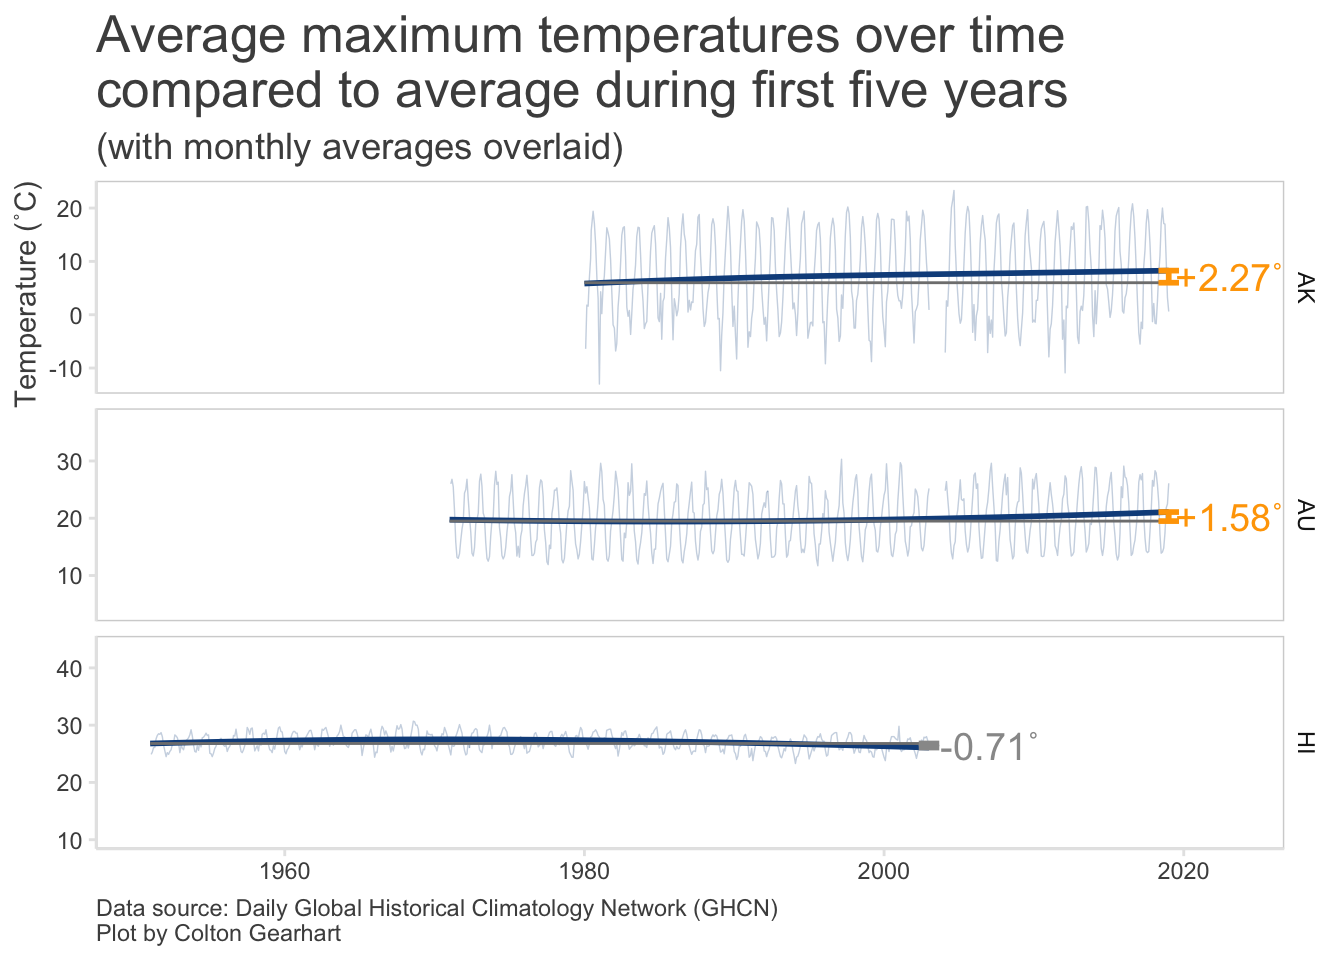 Average maximum temperatures over time
compared to average during first five years
(with monthly averages overlaid)
Temperature (˚C)
20
10
0
-10
+2.27˚
AK
30
20
10
+1.58˚
AU
40
30
20
10
-0.71˚
HI
1960 1980 2000 2020
Data source: Daily Global Historical Climatology Network (GHCN)
Plot by Colton Gearhart